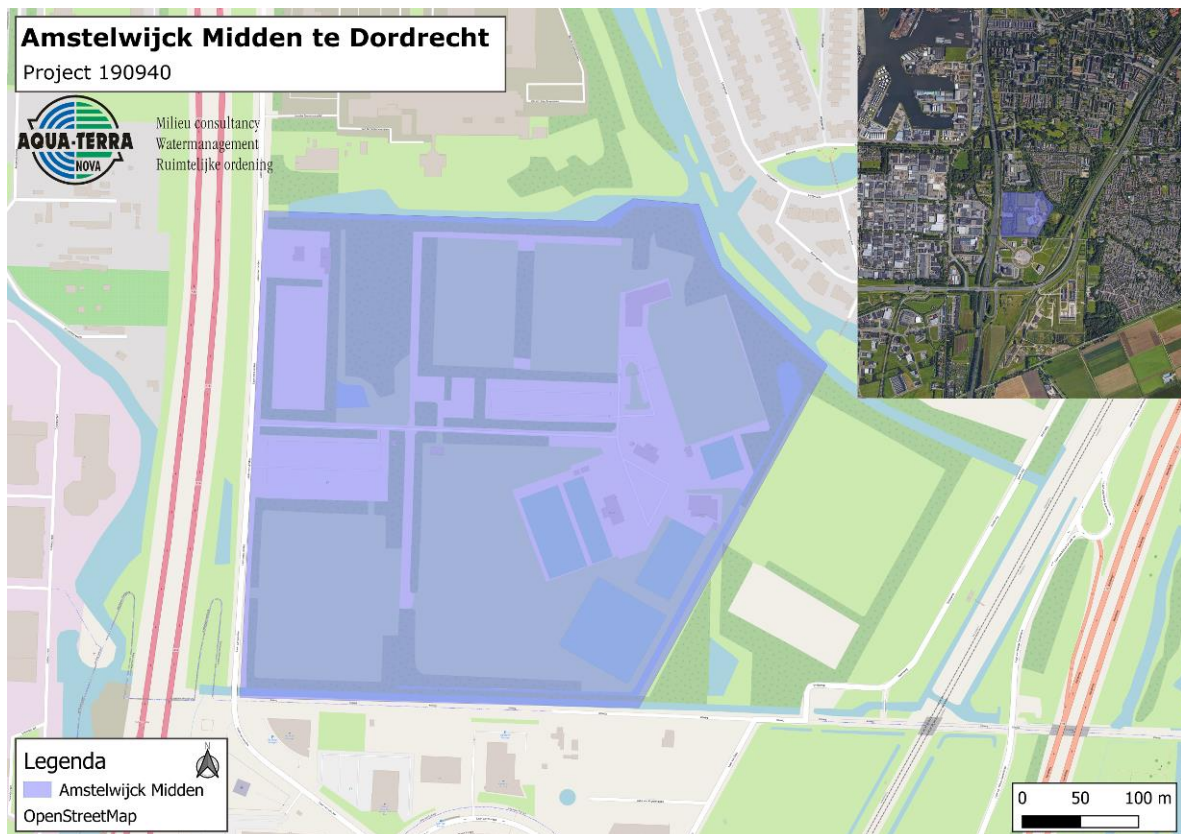 Amstelwijck Midden te Dordrecht
Project 190940
AQUA-TERRA
NOVA
Milieu consultancy
Watermanagement
Ruimtelijke ordening
Legenda
N
Amstelwijck Midden
OpenStreetMap
0 50 100 m